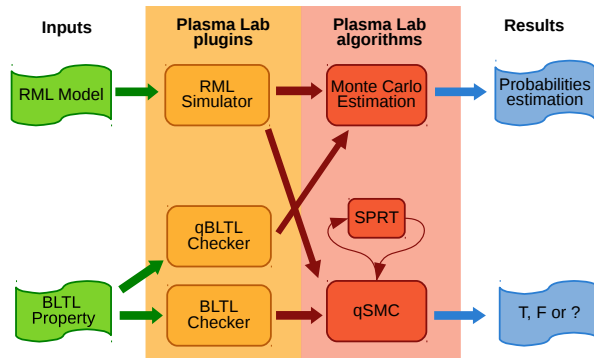 Inputs
Plasma Lab
plugins
Plasma Lab
algorithms
Results
RML Model
RML
Simulator
Monte Carlo
Estimation
Probabilities
estimation
qBLTL
Checker
SPRT
BLTL
Property
BLTL
Checker
qSMC
T, F or ?